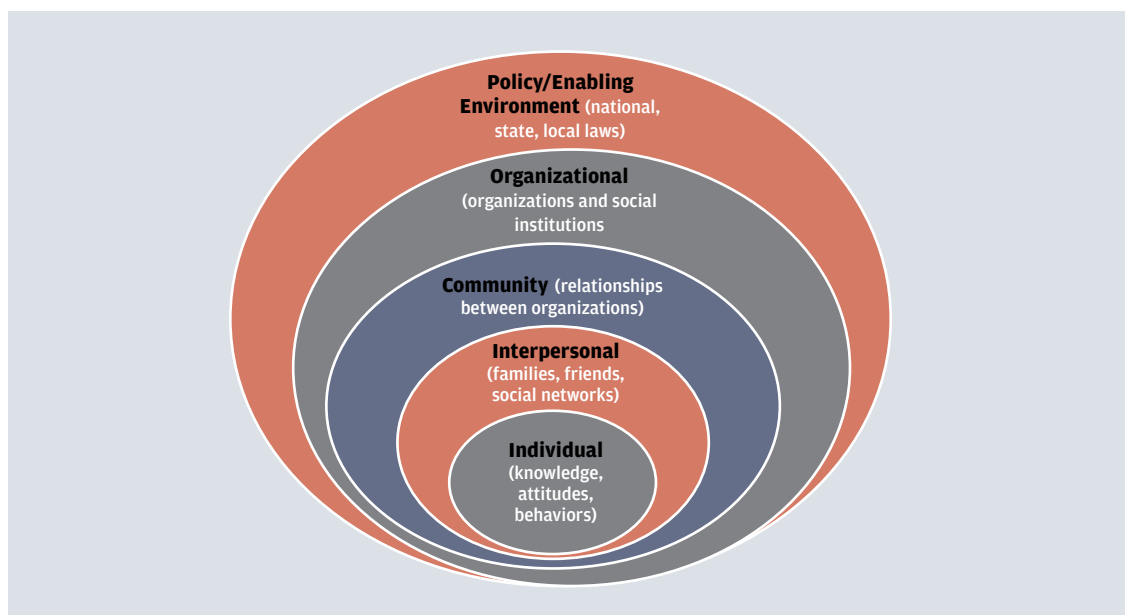 Policy/Enabling
Environment (national,
state, local laws)
Organizational
(organizations and social
institutions
Community (relationships
between organizations)
Interpersonal
(families, friends,
social networks)
Individual
(knowledge,
attitudes,
behaviors)